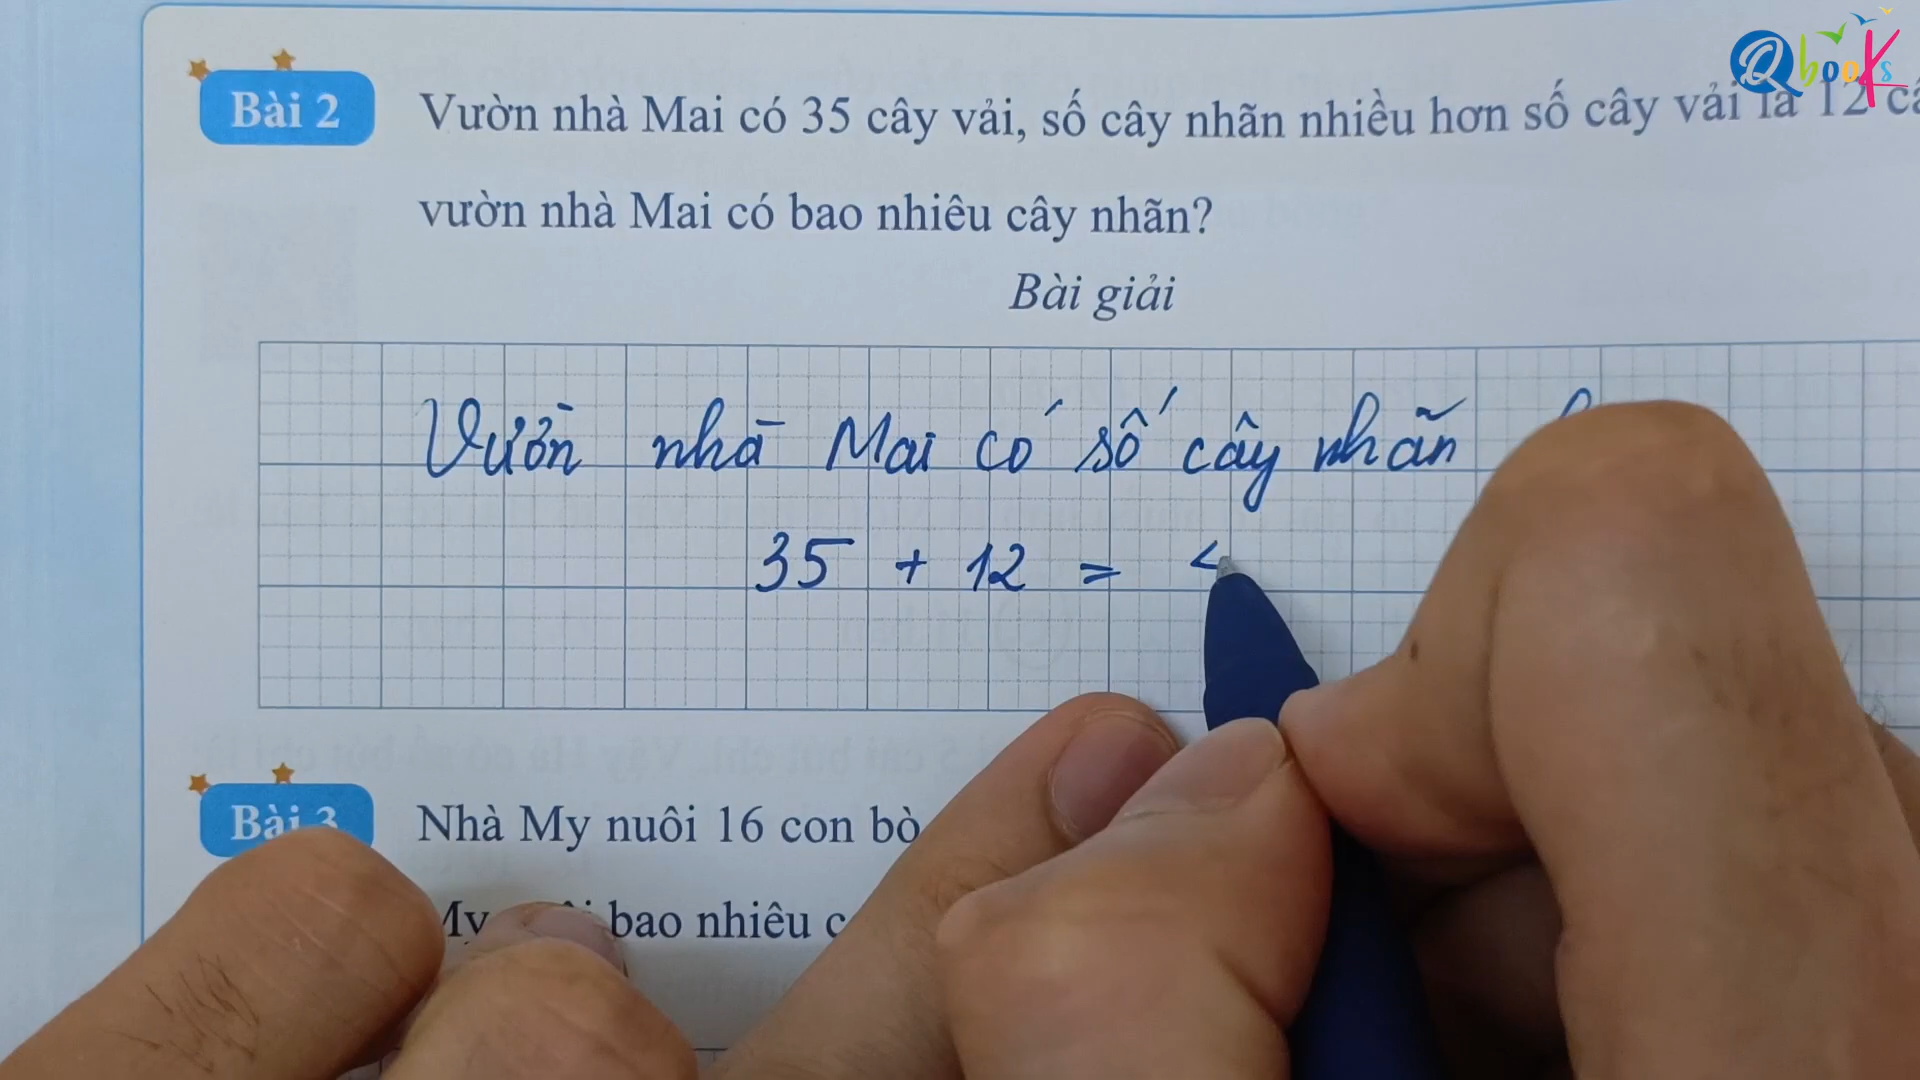 Qbooks
Bài 2 Vườn nhà Mai có 35 cây vải, số cây nhãn nhiều hơn số cây vải là 12
vườn nhà Mai có bao nhiêu cây nhãn?
Bài giải
Vườn nhà Mai có số cây nhãn
35 + 12 =
Bài 3 Nhà My nuôi 16 con bò
bao nhiêu